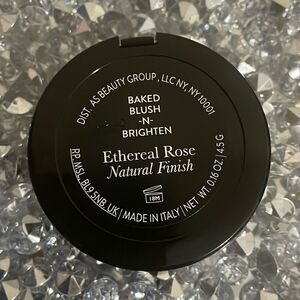 DIST. AS BEAUTY GROUP, LLC NY, NY 10001
BAKED
BLUSH
-N-
BRIGHTEN
Ethereal Rose
Natural Finish
18M
RP, MSL, BL9 5NB, UK | MADE IN ITALY | NET WT. 0.16 OZ | 4.5 G